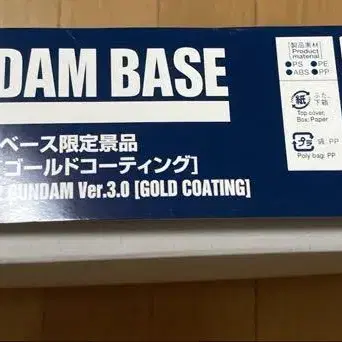 DAM BASE
ベース限定景品
ゴールドコーティング]
GUNDAM Ver.3.0 [GOLD COATING]
製品素材
Product
material
●PS ●PE
●ABS ●PP
紙
ふた、
下箱
Top cover,
Box: Paper
プラ
袋:PP
Poly bag: PP